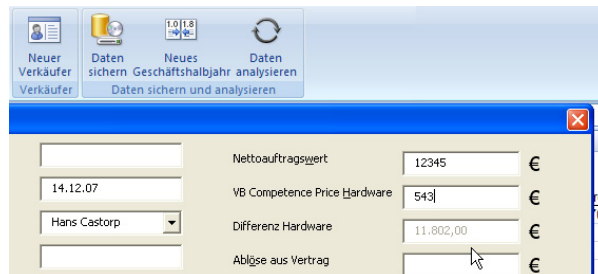 1.0 1.8
Neuer Daten Neues Daten
Verkäufer sichern Geschäftshalbjahr analysieren
Verkäufer Daten sichern und analysieren
Nettoauftragswert 12345 €
14.12.07 VB Competence Price Hardware 543 €
Hans Castorp Differenz Hardware 11.802,00 €
Ablöse aus Vertrag €